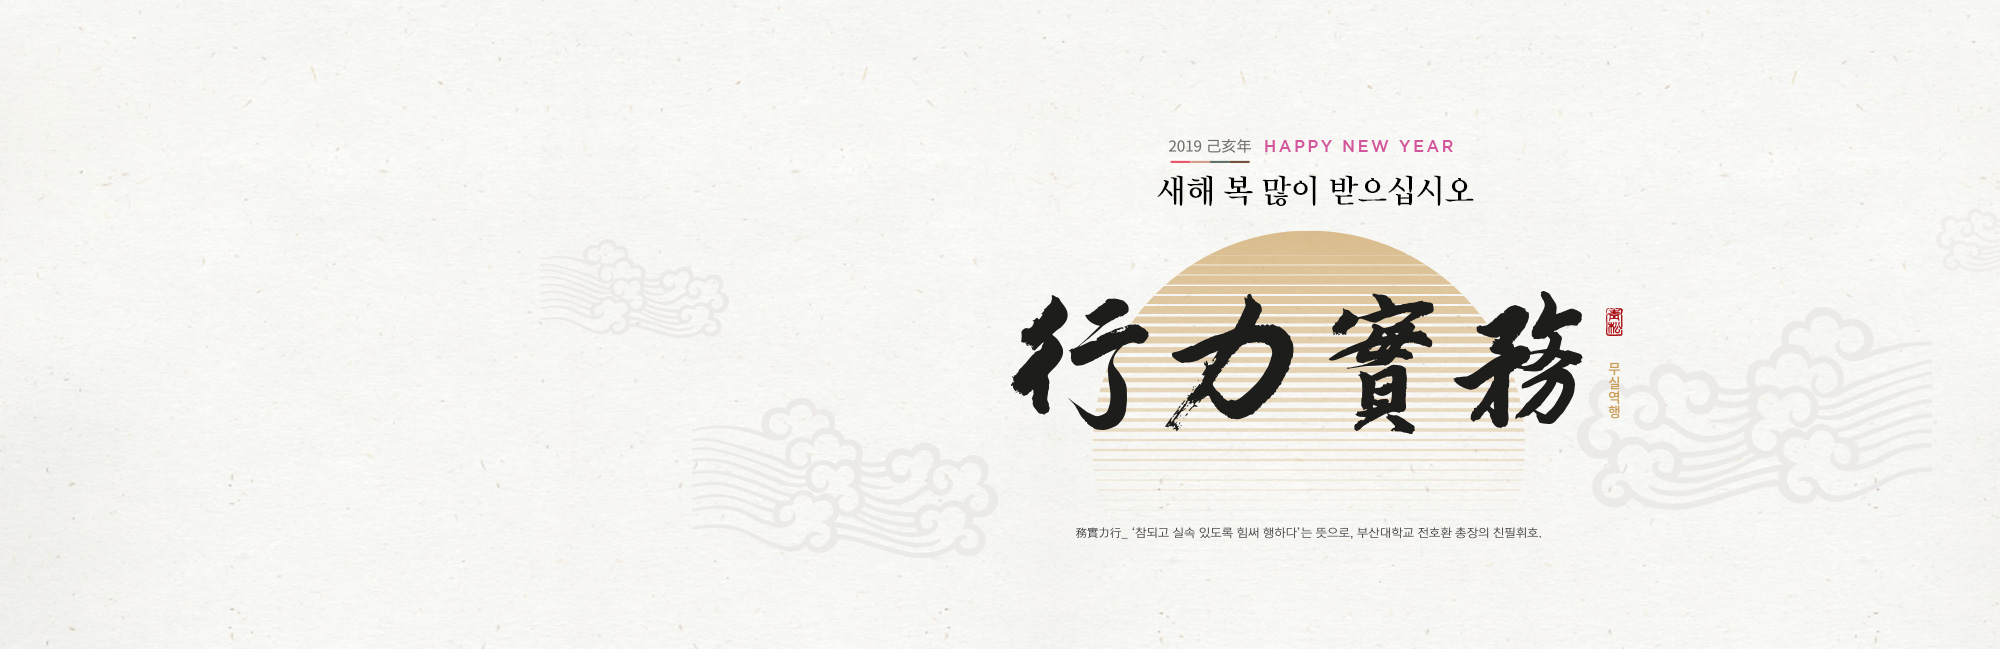 2019 己亥年 HAPPY NEW YEAR
새해 복 많이 받으십시오
務實力行
靑松
무실역행
務實力行_ ‘참되고 실속 있도록 힘써 행하다’는 뜻으로, 부산대학교 전호환 총장의 친필휘호.